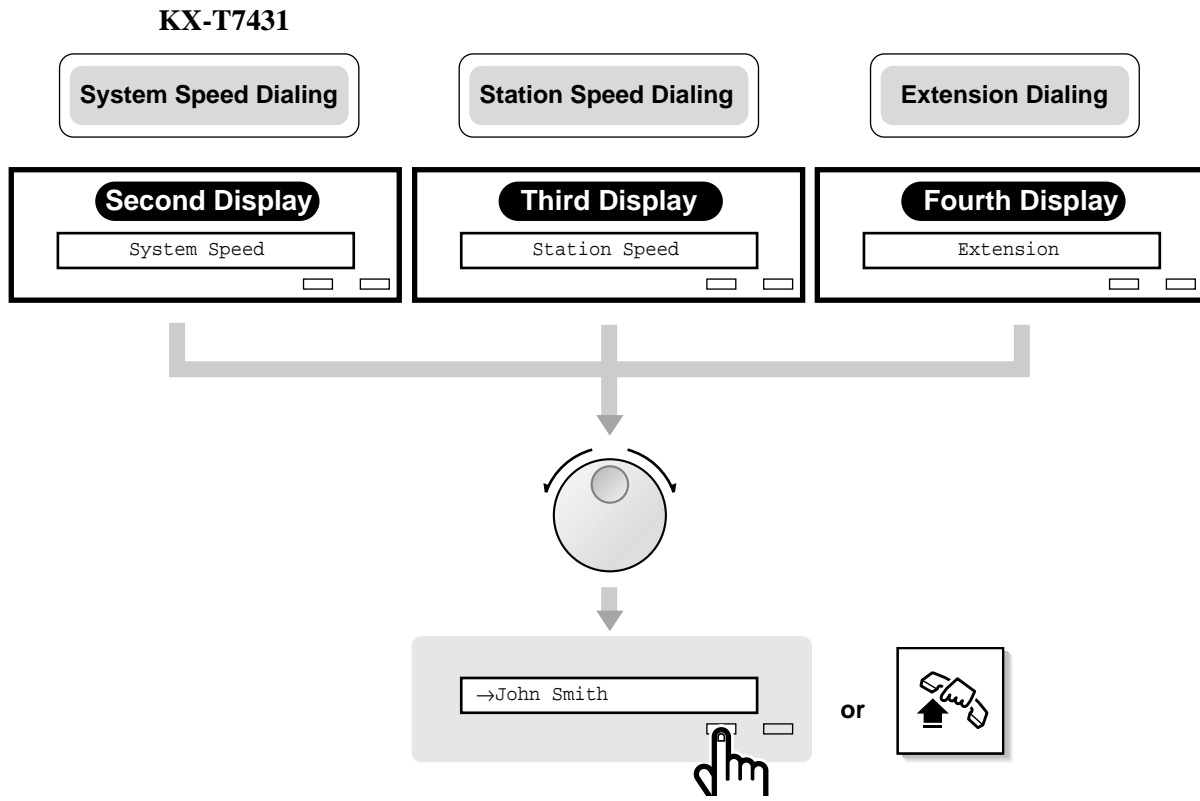 KX-T7431
System Speed Dialing
Station Speed Dialing
Extension Dialing
Second Display
Third Display
Fourth Display
System Speed
Station Speed
Extension
→John Smith
or